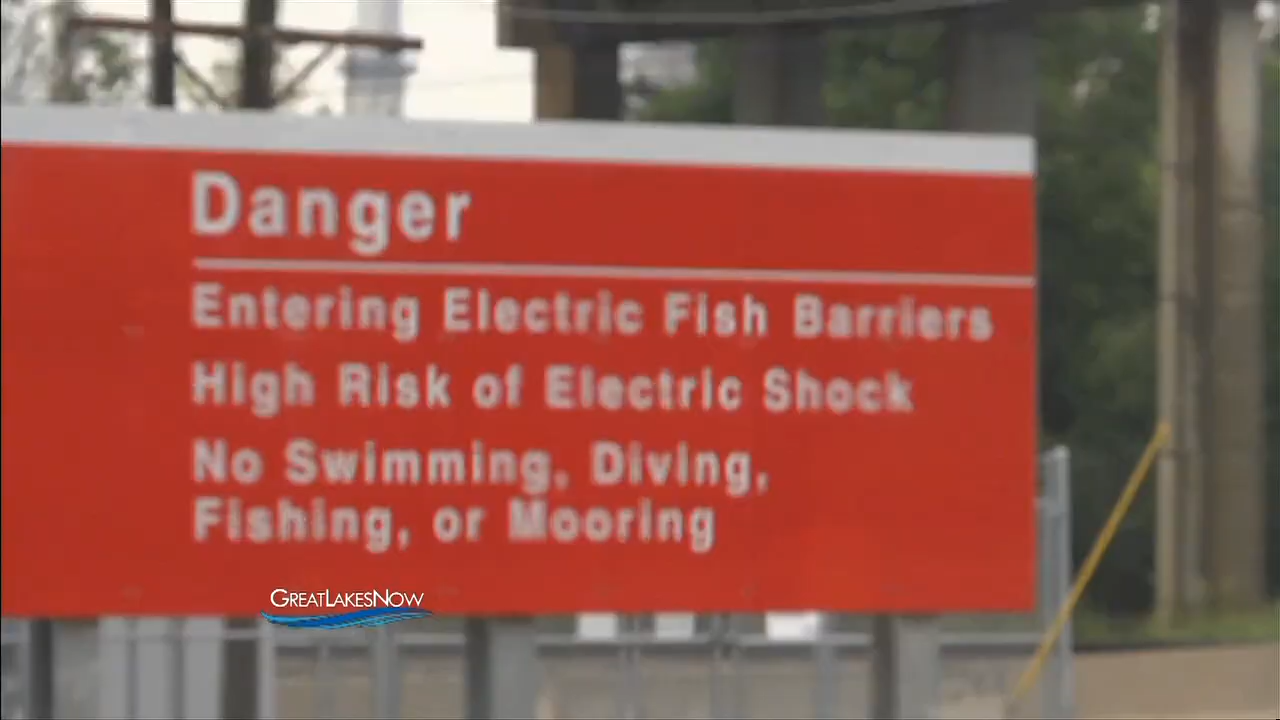 Danger
Entering Electric Fish Barriers
High Risk of Electric Shock
No Swimming, Diving,
Fishing, or Mooring
GREATLAKESNOW